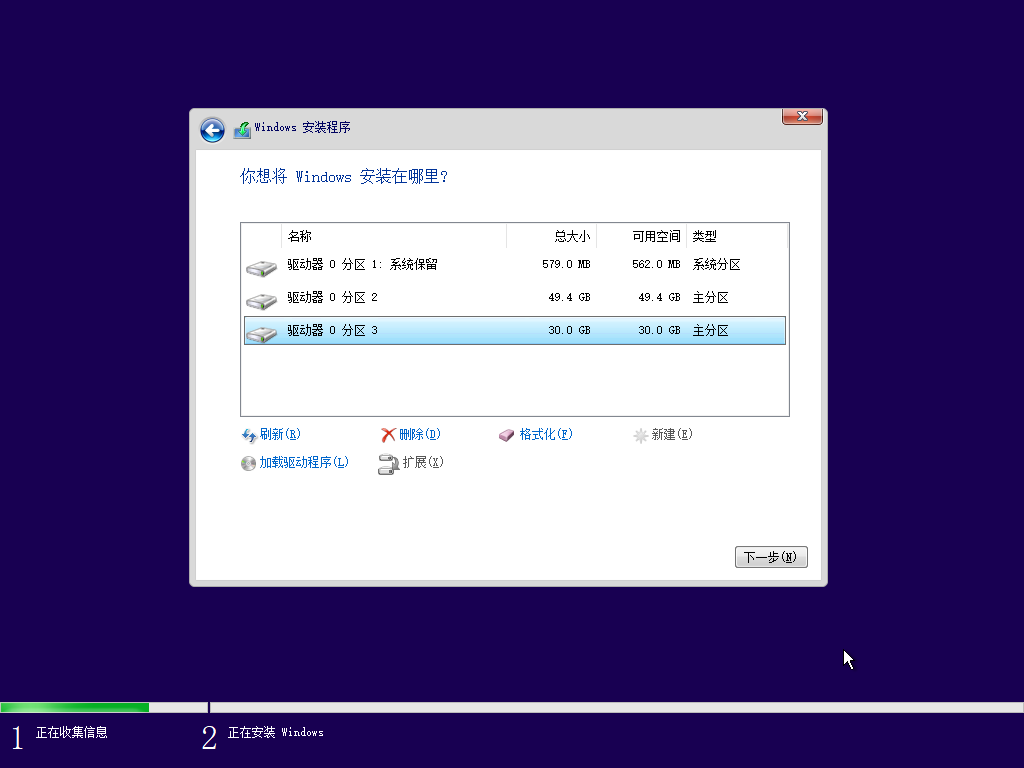 Windows 安装程序
你想将 Windows 安装在哪里?
名称 总大小 可用空间 类型
驱动器 0 分区 1: 系统保留 579.0 MB 562.0 MB 系统分区
驱动器 0 分区 2 49.4 GB 49.4 GB 主分区
驱动器 0 分区 3 30.0 GB 30.0 GB 主分区
刷新(R) 删除(D) 格式化(F) 新建(E)
加载驱动程序(L) 扩展(X)
下一步(N)
1 正在收集信息 2 正在安装 Windows